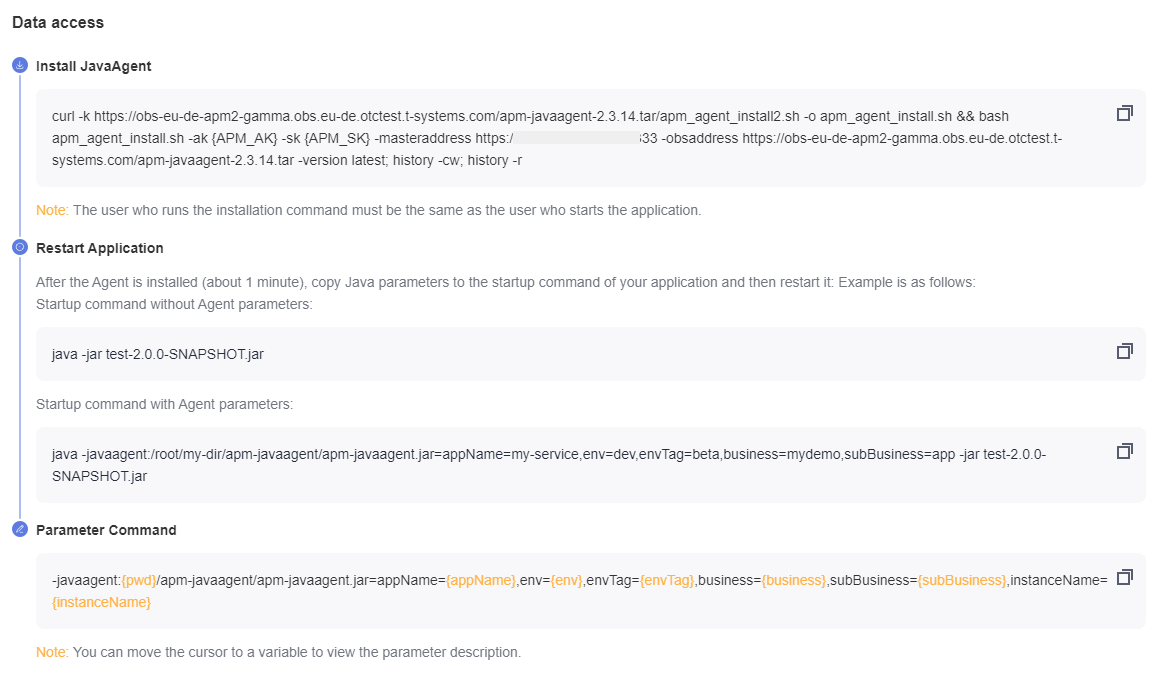 Data access
Install JavaAgent
curl -k https://obs-eu-de-apm2-gamma.obs.eu-de.otctest.t-systems.com/apm-javaagent-2.3.14.tar/apm_agent_install2.sh -o apm_agent_install.sh && bash
apm_agent_install.sh -ak {APM_AK} -sk {APM_SK} -masteraddress https:/ 333 -obsaddress https://obs-eu-de-apm2-gamma.obs.eu-de.otctest.t-
systems.com/apm-javaagent-2.3.14.tar -version latest; history -cw; history -r
Note: The user who runs the installation command must be the same as the user who starts the application.
Restart Application
After the Agent is installed (about 1 minute), copy Java parameters to the startup command of your application and then restart it: Example is as follows:
Startup command without Agent parameters:
java -jar test-2.0.0-SNAPSHOT.jar
Startup command with Agent parameters:
java -javaagent:/root/my-dir/apm-javaagent/apm-javaagent.jar=appName=my-service,env=dev,envTag=beta,business=mydemo,subBusiness=app -jar test-2.0.0-
SNAPSHOT.jar
Parameter Command
-javaagent:{pwd}/apm-javaagent/apm-javaagent.jar=appName={appName},env={env},envTag={envTag},business={business},subBusiness={subBusiness},instanceName=
{instanceName}
Note: You can move the cursor to a variable to view the parameter description.